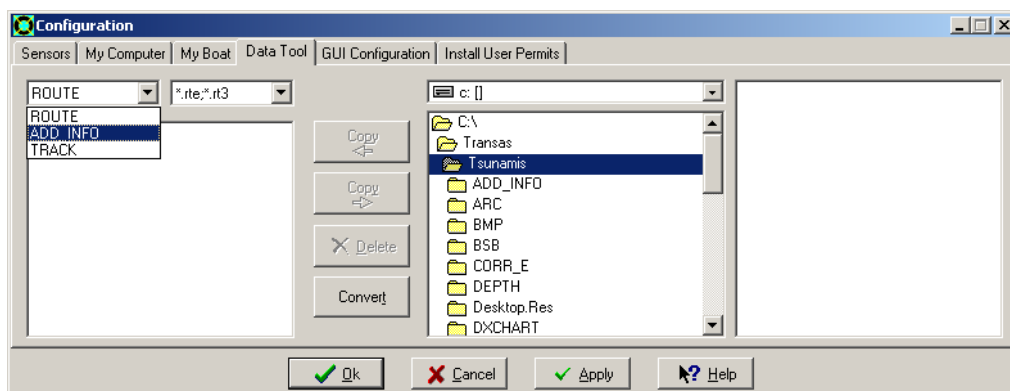 Configuration
Sensors My Computer My Boat Data Tool GUI Configuration Install User Permits
ROUTE *.rte;*.rt3 c: []
ROUTE
ADD_INFO
TRACK
Copy
Copy
Delete
Convert
C:\
Transas
Tsunamis
ADD_INFO
ARC
BMP
BSB
CORR_E
DEPTH
Desktop.Res
DXCHART
Ok Cancel Apply Help